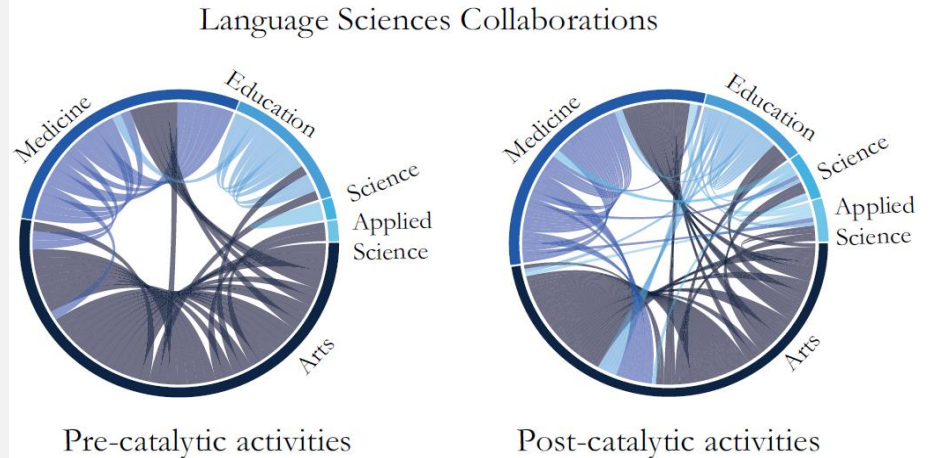 Language Sciences Collaborations
Medicine
Education
Science
Applied
Science
Arts
Pre-catalytic activities
Medicine
Education
Science
Applied
Science
Arts
Post-catalytic activities